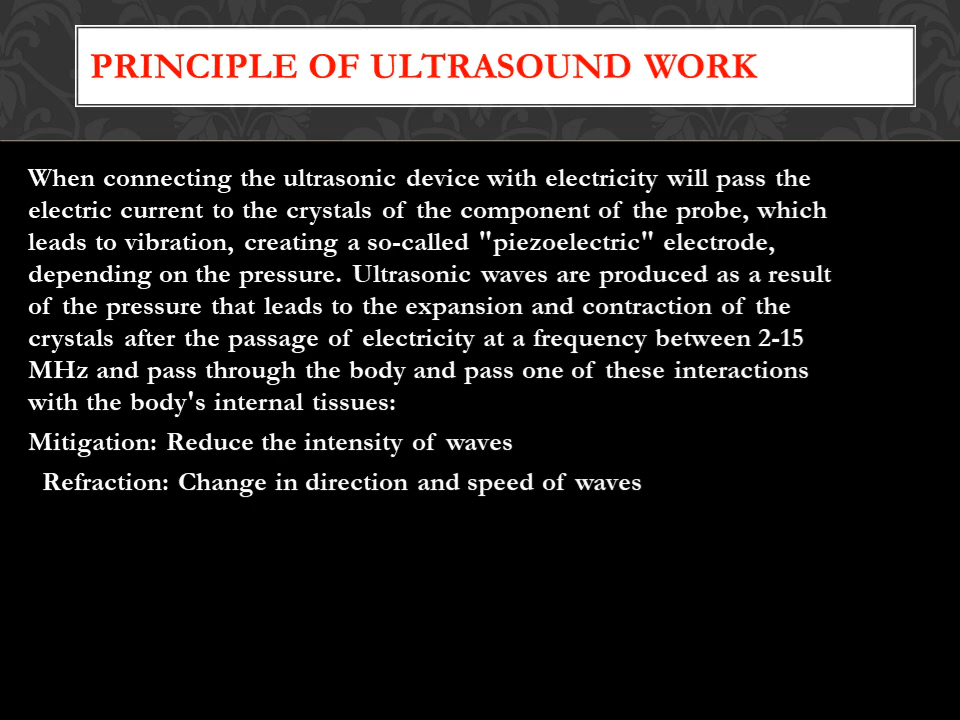 PRINCIPLE OF ULTRASOUND WORK
When connecting the ultrasonic device with electricity will pass the
electric current to the crystals of the component of the probe, which
leads to vibration, creating a so-called "piezoelectric" electrode,
depending on the pressure. Ultrasonic waves are produced as a result
of the pressure that leads to the expansion and contraction of the
crystals after the passage of electricity at a frequency between 2-15
MHz and pass through the body and pass one of these interactions
with the body's internal tissues:
Mitigation: Reduce the intensity of waves
Refraction: Change in direction and speed of waves